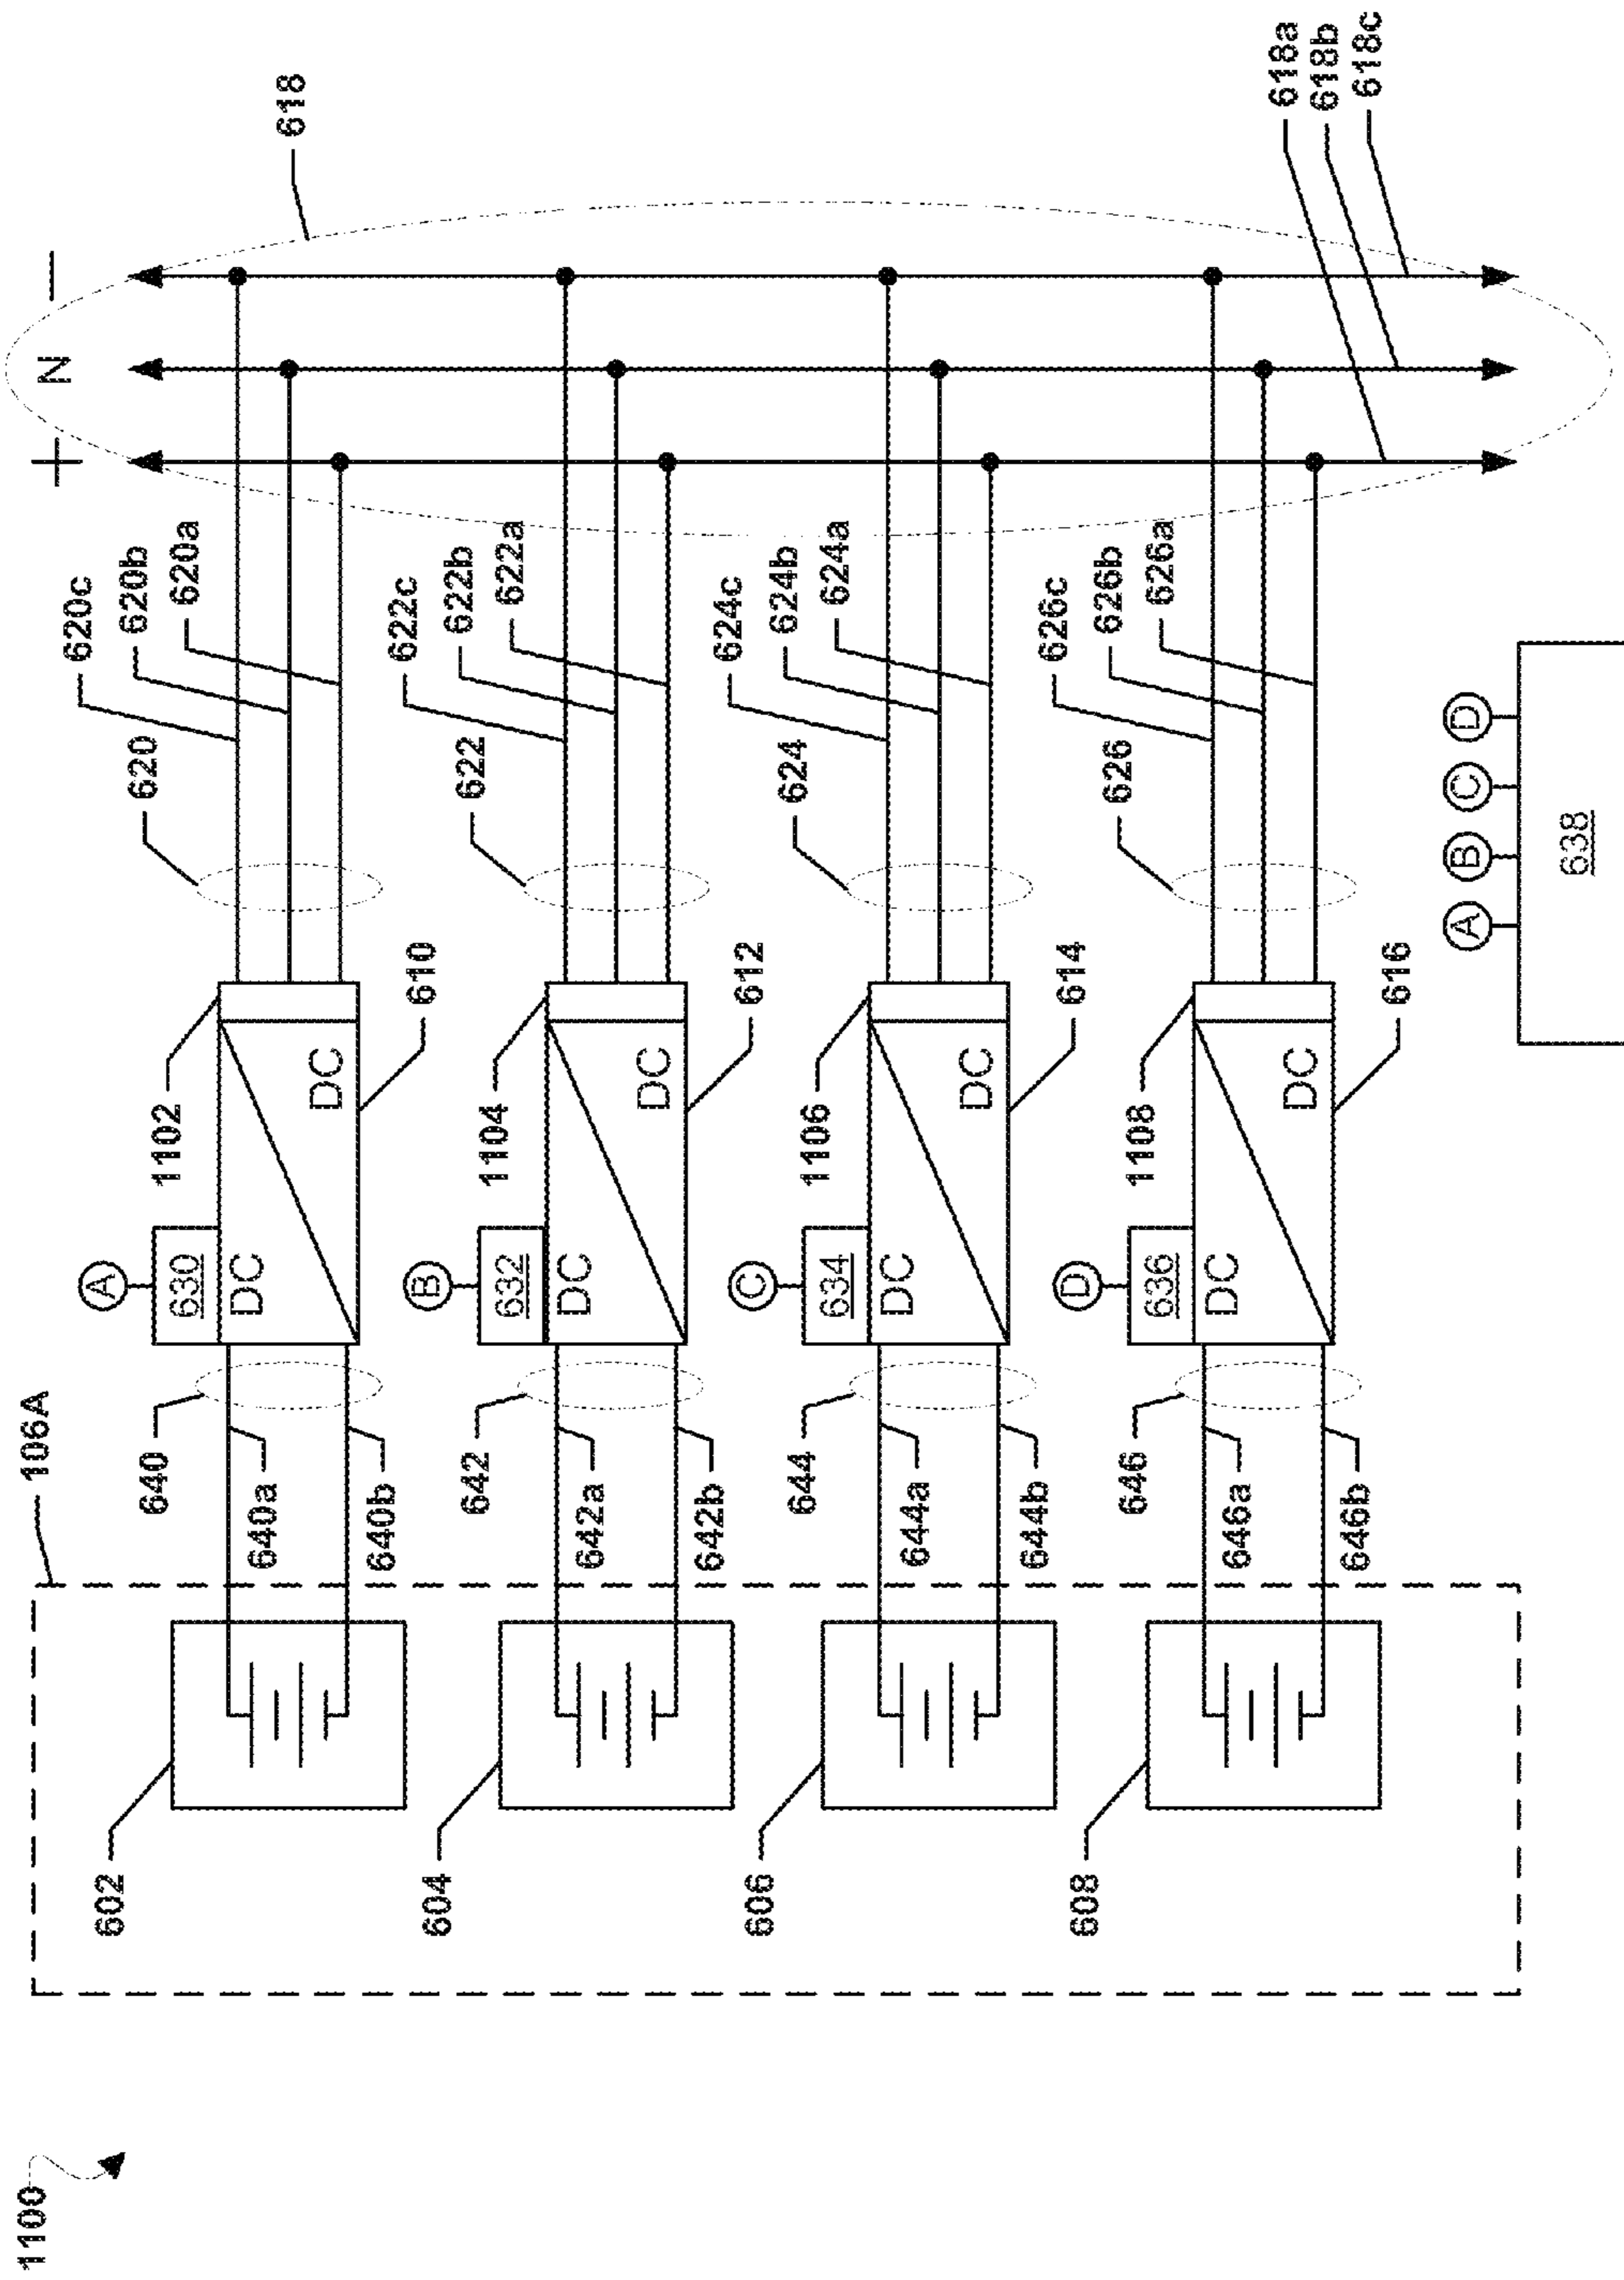 1100
106A
602
604
606
608
640
640a
640b
642
642a
642b
644
644a
644b
646
646a
646b
A
630
DC
DC
1102
610
B
632
DC
DC
1104
612
C
634
DC
DC
1106
614
D
636
DC
DC
1108
616
620
620c
620b
620a
622
622c
622b
622a
624
624c
624b
624a
626
626c
626b
626a
+
N
–
618
618a
618b
618c
A B C D
638